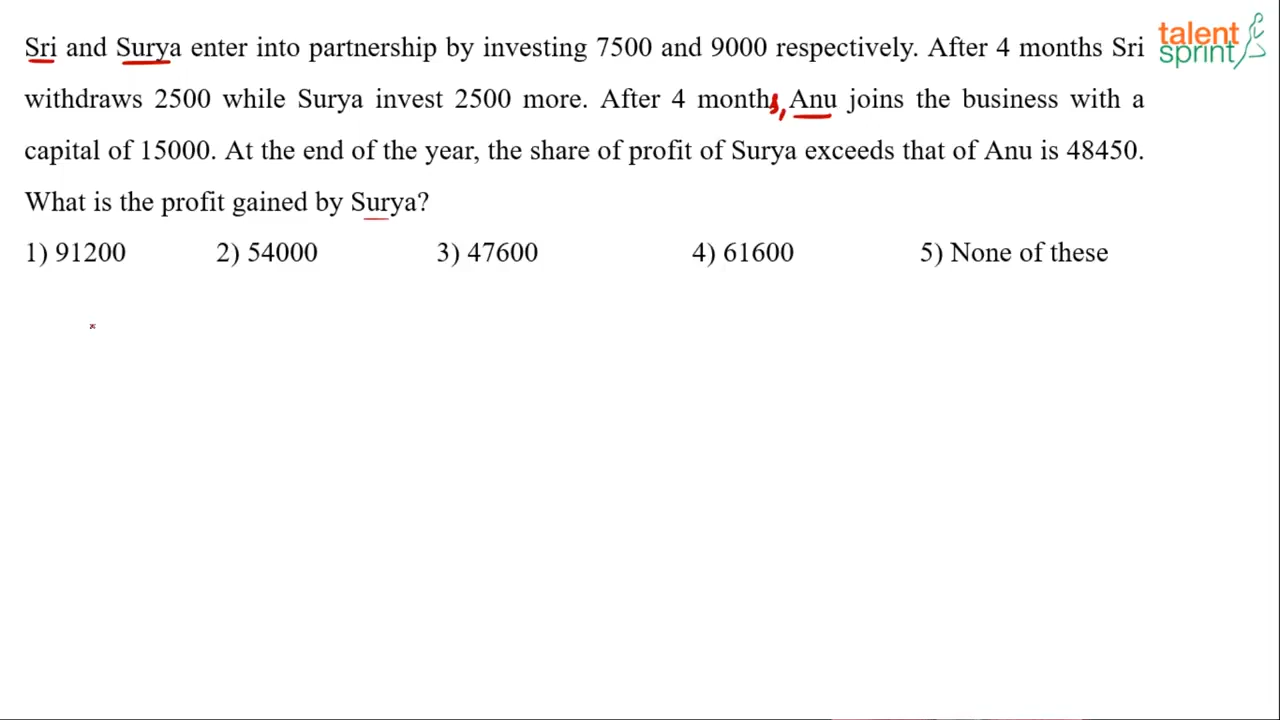 talent
sprint
Sri and Surya enter into partnership by investing 7500 and 9000 respectively. After 4 months Sri
withdraws 2500 while Surya invest 2500 more. After 4 months, Anu joins the business with a
capital of 15000. At the end of the year, the share of profit of Surya exceeds that of Anu is 48450.
What is the profit gained by Surya?
1) 91200 2) 54000 3) 47600 4) 61600 5) None of these